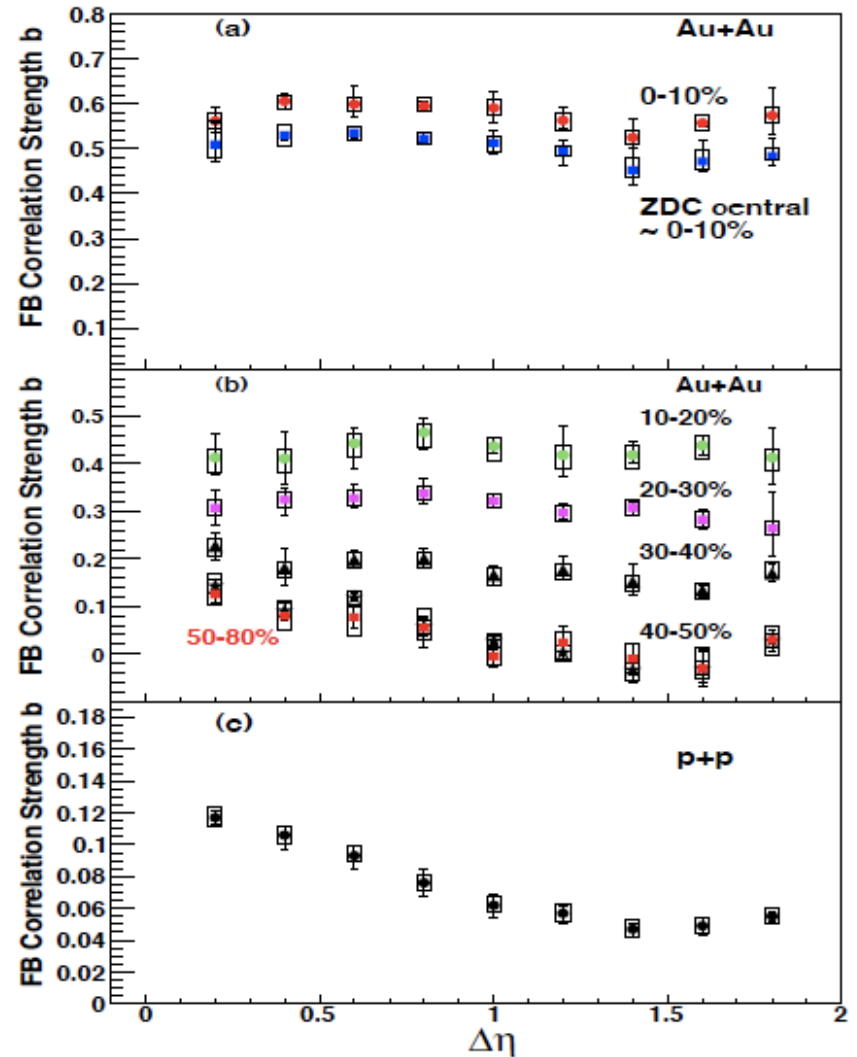 FB Correlation Strength b
0.8
0.7
0.6
0.5
0.4
0.3
0.2
0.1
(a)
Au+Au
0-10%
ZDC central
~ 0-10%
FB Correlation Strength b
0.5
0.4
0.3
0.2
0.1
0
(b)
Au+Au
10-20%
20-30%
30-40%
40-50%
50-80%
FB Correlation Strength b
0.18
0.16
0.14
0.12
0.1
0.08
0.06
0.04
0.02
0
(c)
p+p
0 0.5 1 1.5 2
Δη